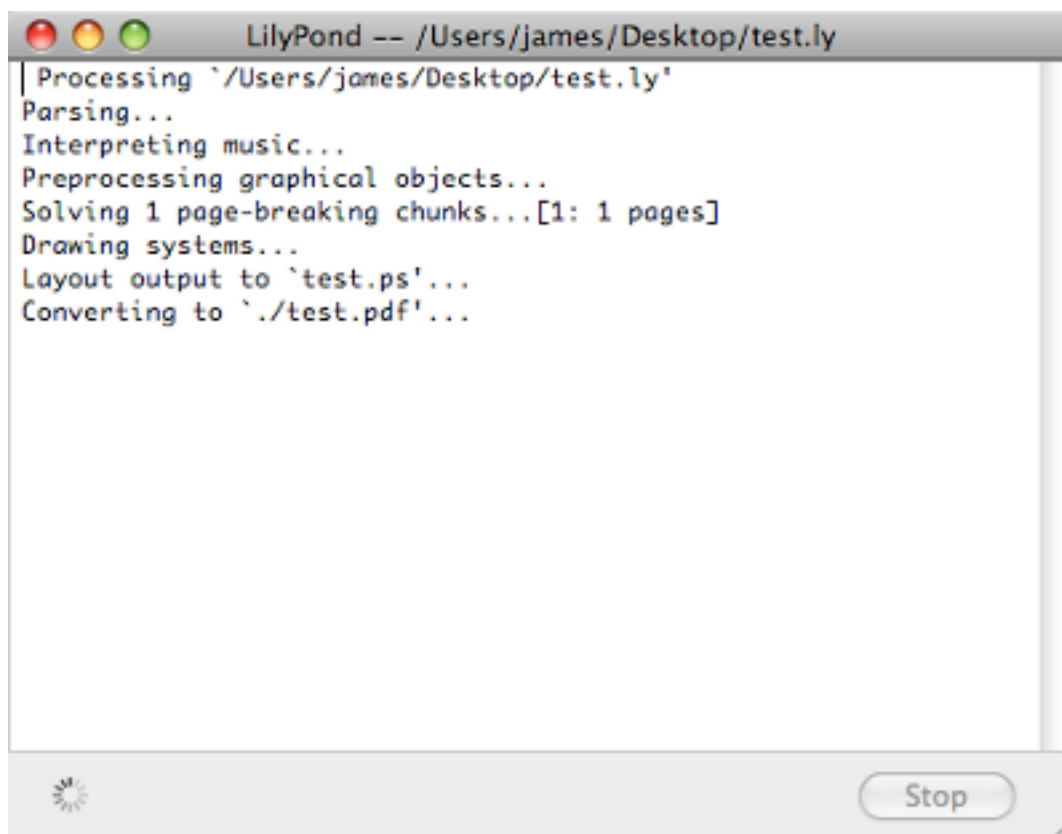 LilyPond -- /Users/james/Desktop/test.ly
Processing `/Users/james/Desktop/test.ly'
Parsing...
Interpreting music...
Preprocessing graphical objects...
Solving 1 page-breaking chunks...[1: 1 pages]
Drawing systems...
Layout output to `test.ps'...
Converting to `./test.pdf'...
Stop